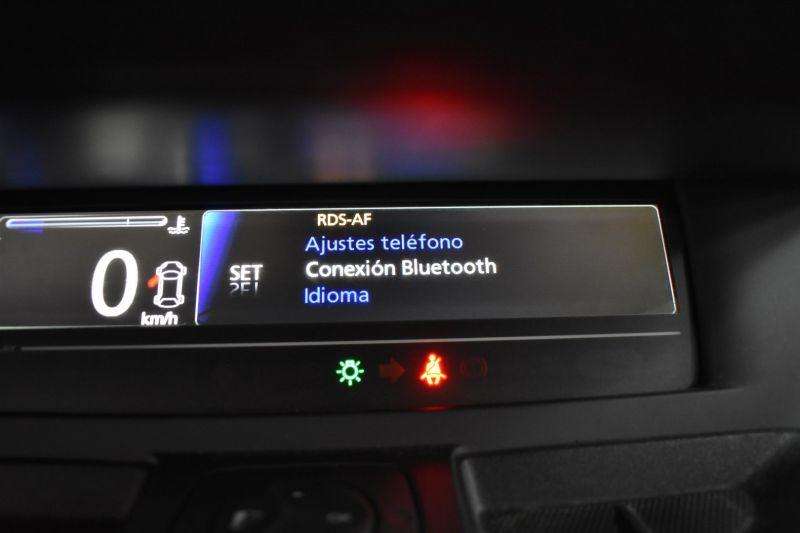 RDS-AF
Ajustes teléfono
SET
Conexión Bluetooth
Idioma
0
km/h